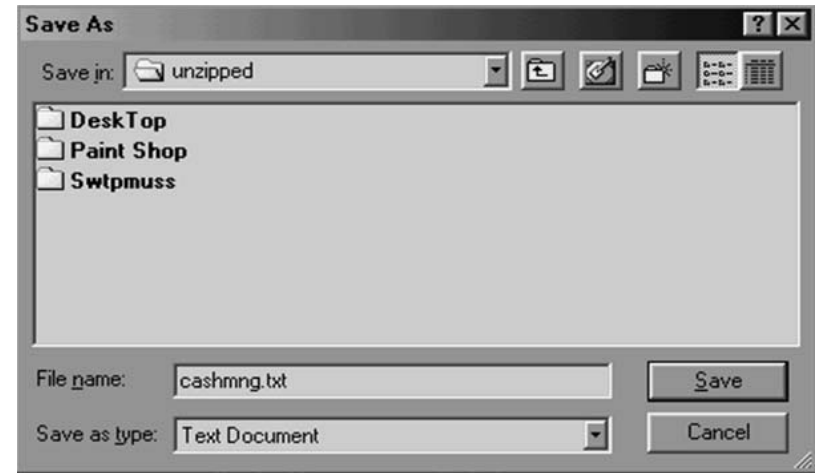 Save As
Save in: unzipped
DeskTop
Paint Shop
Swtpmuss
File name: cashmng.txt Save
Save as type: Text Document Cancel